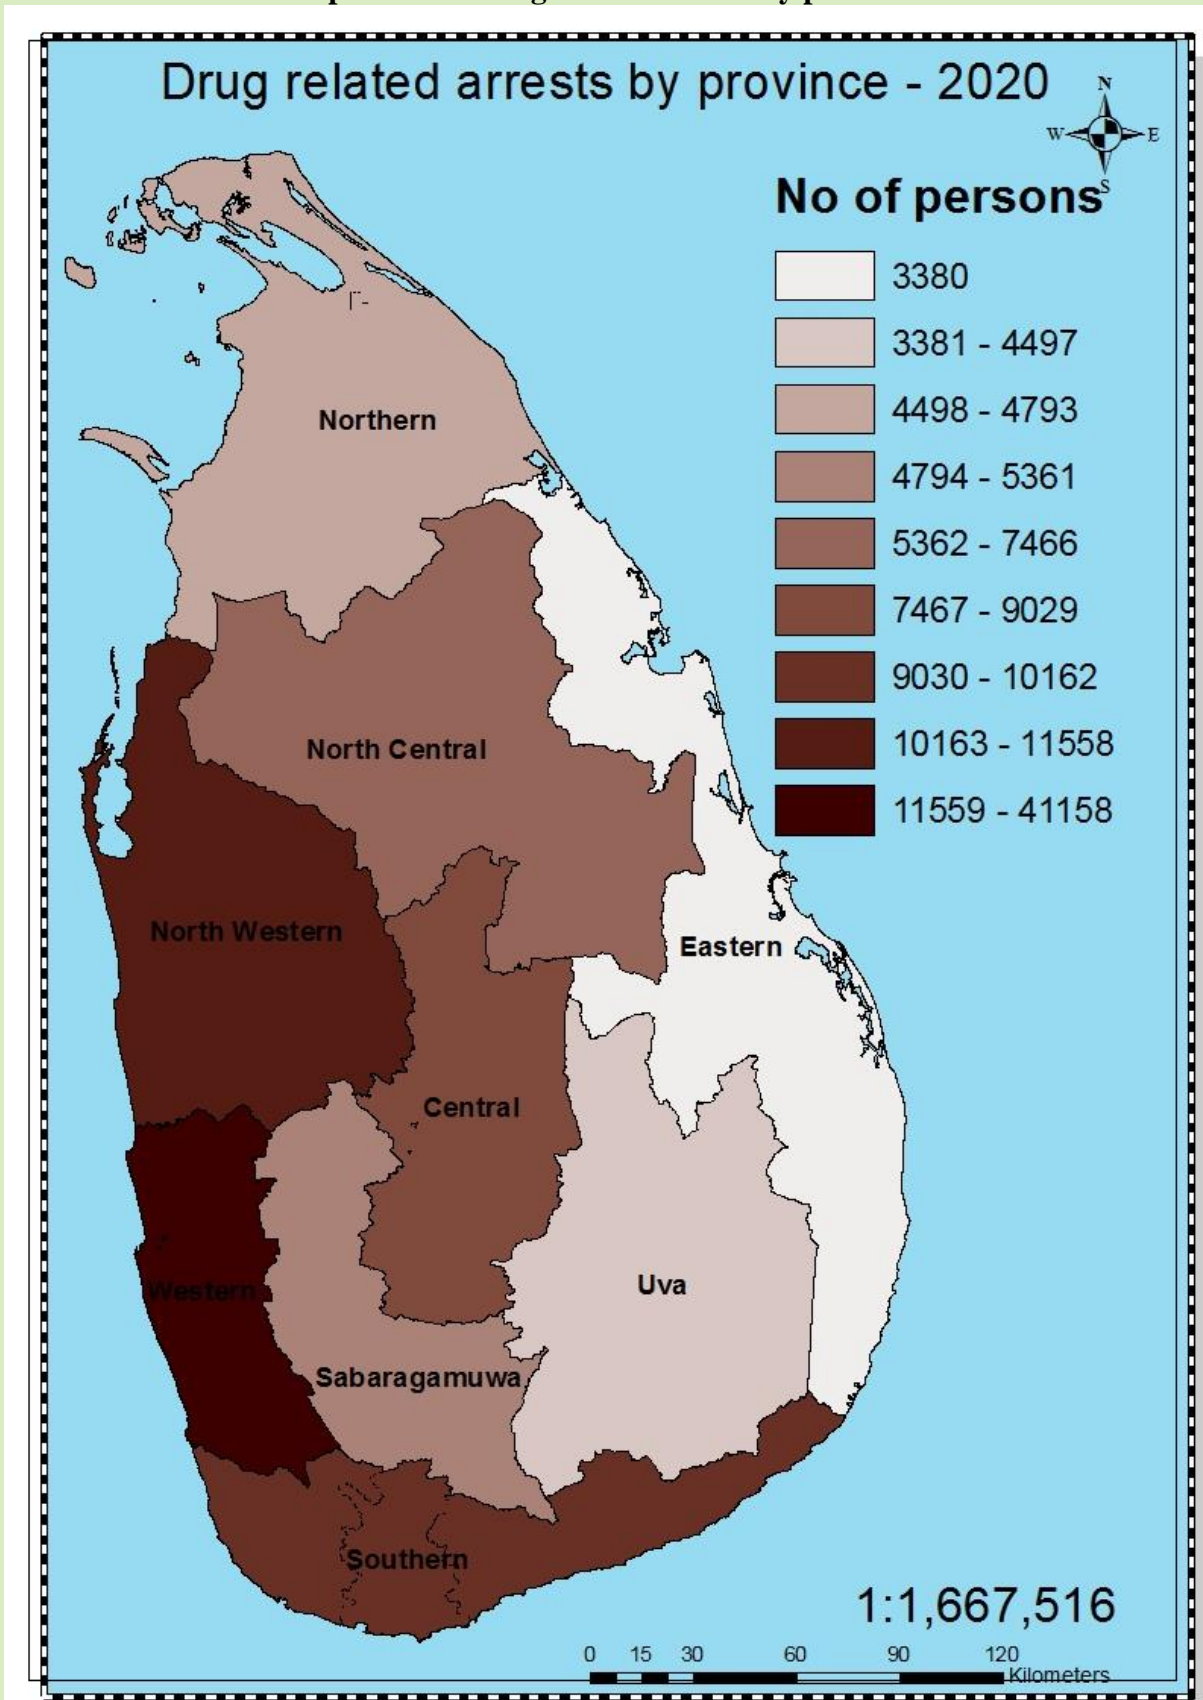 Drug related arrests by province - 2020
N
W E
S
No of persons
3380
3381 - 4497
4498 - 4793
4794 - 5361
5362 - 7466
7467 - 9029
9030 - 10162
10163 - 11558
11559 - 41158
Northern
North Central
North Western
Eastern
Central
Uva
Western
Sabaragamuwa
Southern
1:1,667,516
0 15 30 60 90 120
Kilometers